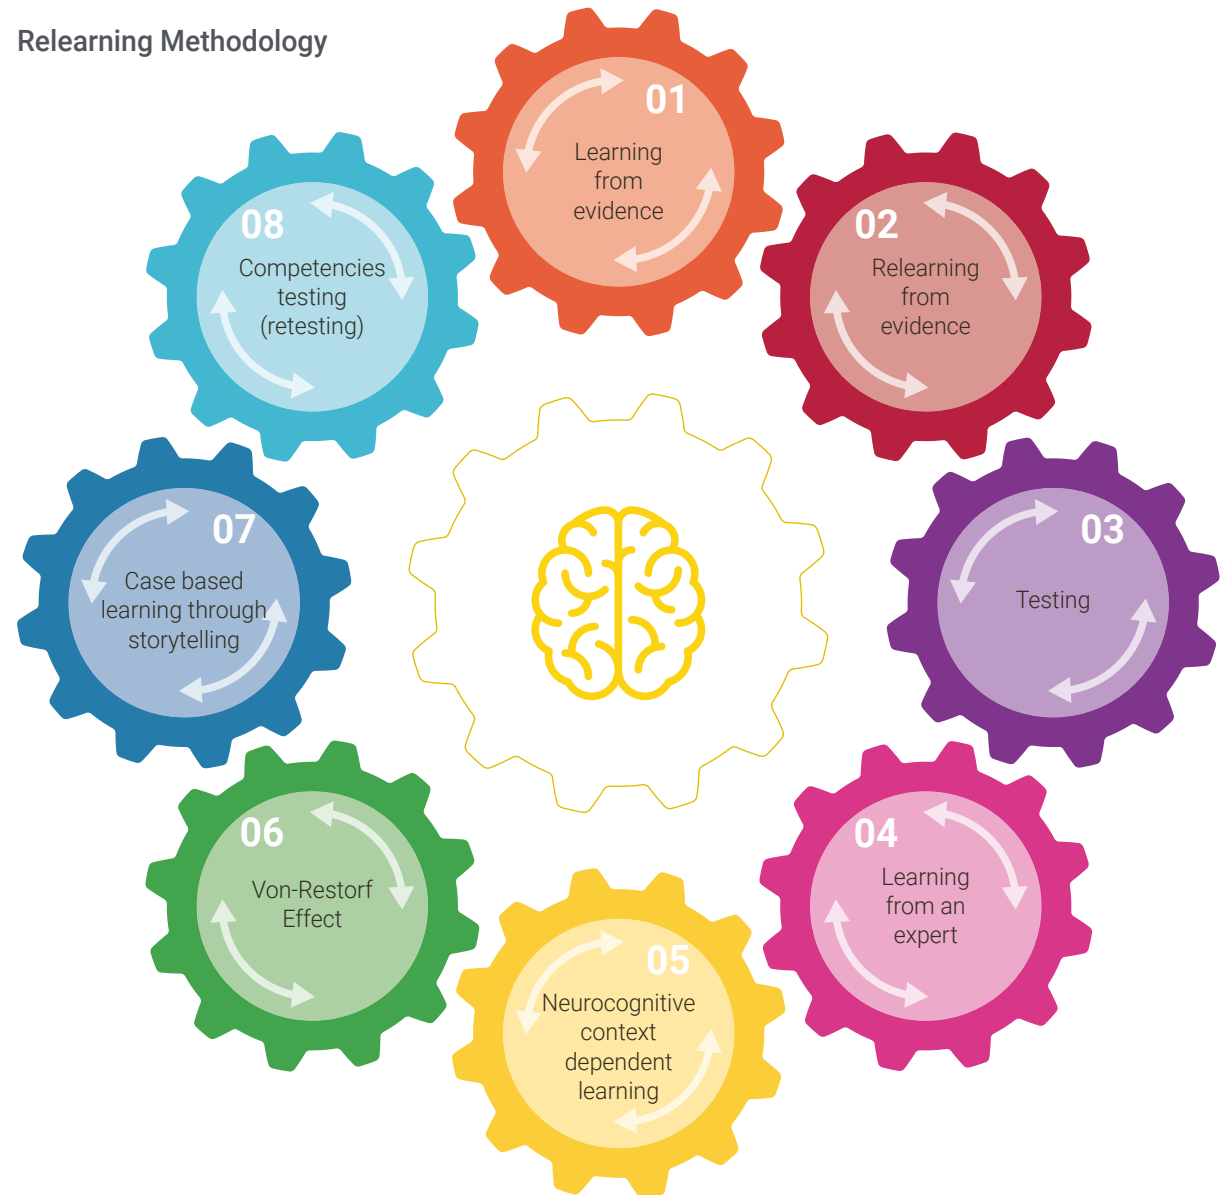 Relearning Methodology
01
Learning
from
evidence
02
Relearning
from
evidence
03
Testing
04
Learning
from an
expert
05
Neurocognitive
context
dependent
learning
06
Von-Restorf
Effect
07
Case based
learning through
storytelling
08
Competencies
testing
(retesting)